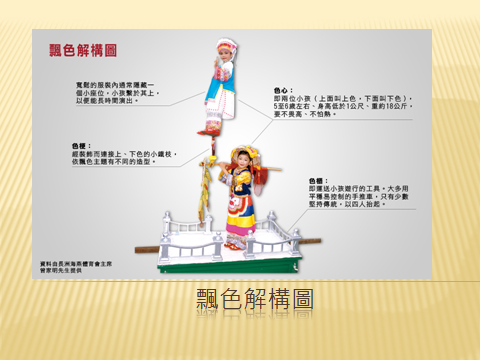 飄色解構圖
寬鬆的服裝內通常隱藏一
個小座位，小孩繫於其上，
以便能長時間演出。
色心：
即兩位小孩（上面叫上色，下面叫下色），
5至6歲左右、身高低於1公尺、重約18公斤，
要不畏高、不怕熱。
色梗：
經裝飾而連接上、下色的小鐵枝，
依飄色主題有不同的造型。
色櫃：
即運送小孩遊行的工具。大多用
平穩易控制的手推車，只有少數
堅持傳統，以四人抬起。
資料由長洲海燕體育會主席
曾家明先生提供
飄色解構圖